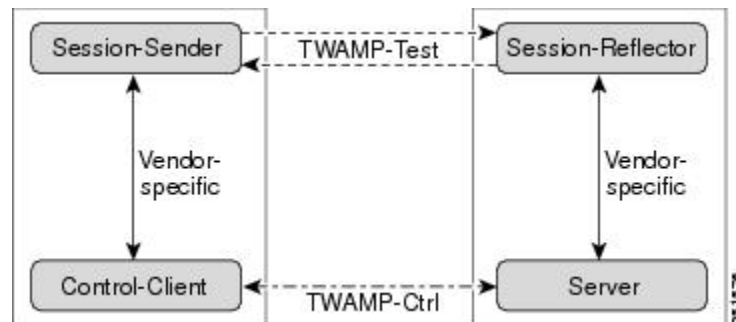 Session-Sender
TWAMP-Test
Session-Reflector
Vendor-
specific
Vendor-
specific
Control-Client
TWAMP-Ctrl
Server